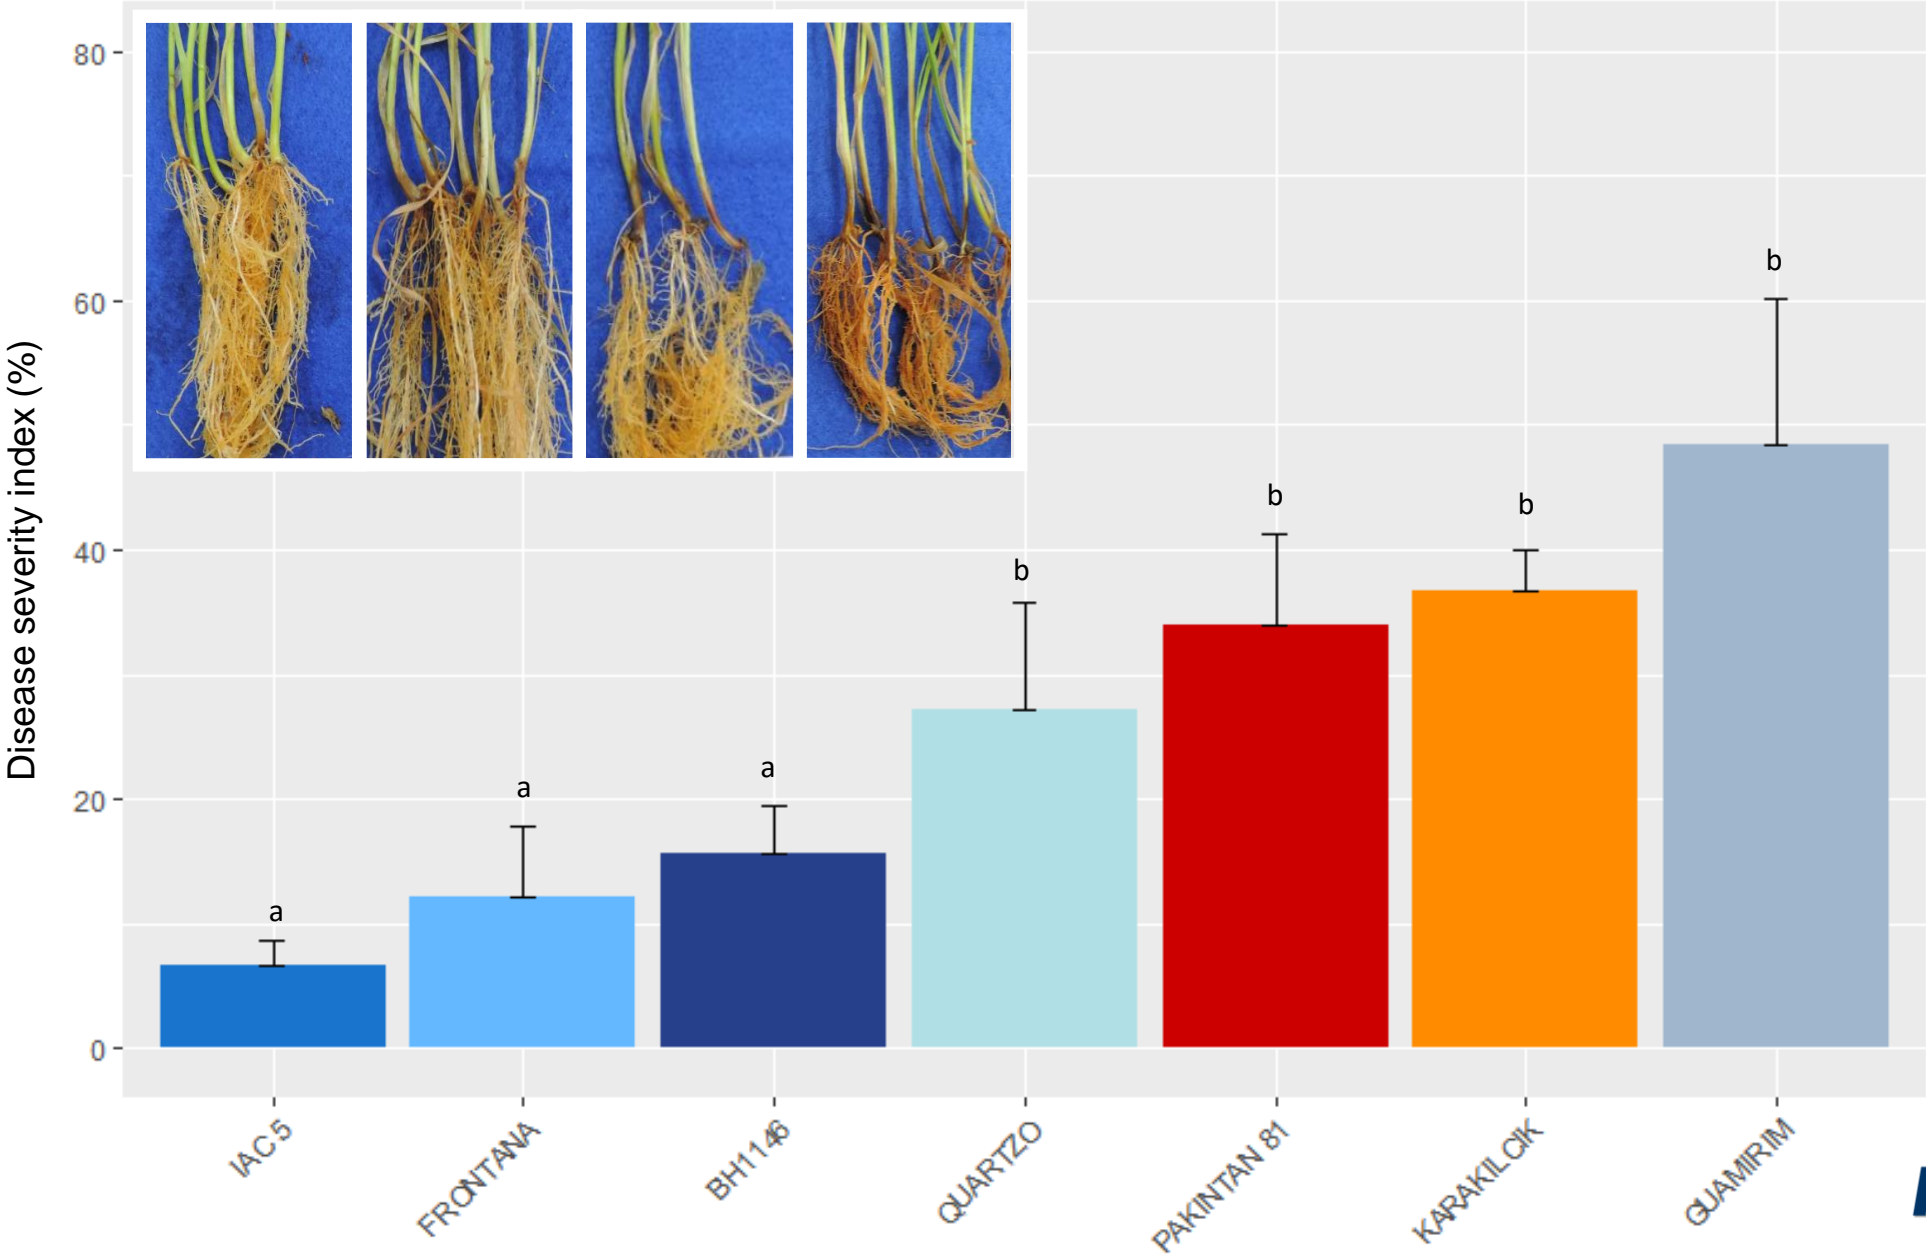 Disease severity index (%)
80
60
40
20
0
a
a
a
b
b
b
b
IAC5
FRONTANA
BH1146
QUARTZO
PAKINTAN 81
KARAKILCIK
GUAMIRIM